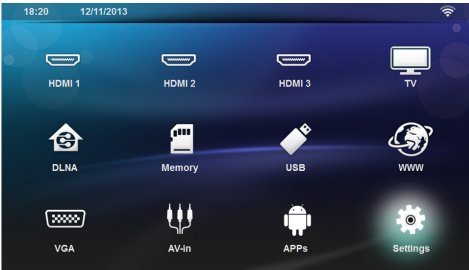 18:20 12/11/2013
HDMI 1 HDMI 2 HDMI 3 TV
DLNA Memory USB WWW
VGA AV-in APPs Settings